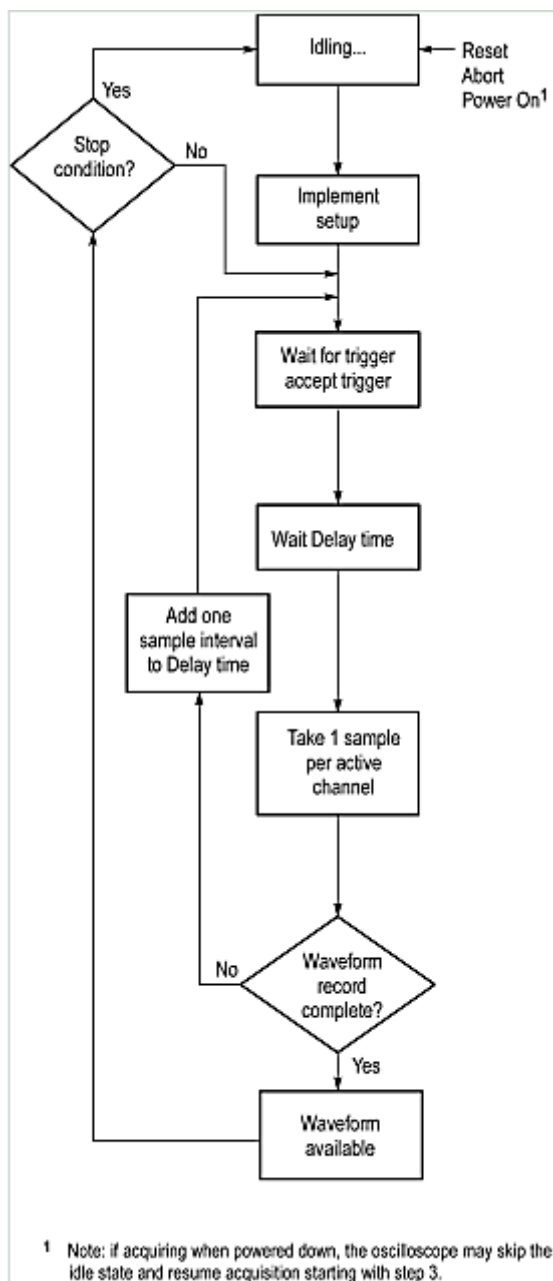 Idling...
Reset
Abort
Power On¹
Yes
Stop
condition?
No
Implement
setup
Wait for trigger
accept trigger
Wait Delay time
Add one
sample interval
to Delay time
Take 1 sample
per active
channel
No
Waveform
record
complete?
Yes
Waveform
available
¹ Note: if acquiring when powered down, the oscilloscope may skip the
idle state and resume acquisition starting with step 3.